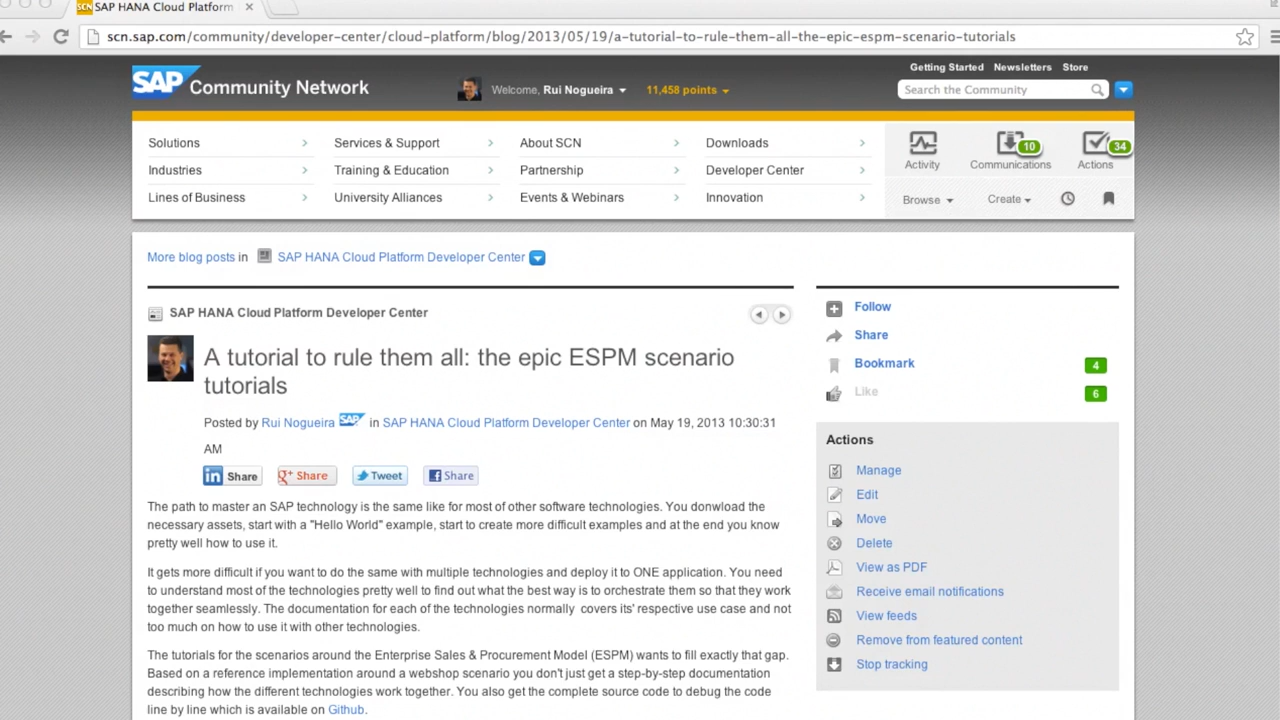 SCN SAP HANA Cloud Platform
scn.sap.com/community/developer-center/cloud-platform/blog/2013/05/19/a-tutorial-to-rule-them-all-the-epic-espm-scenario-tutorials
Getting Started Newsletters Store
SAP Community Network
Welcome, Rui Nogueira
11,458 points
Search the Community
Solutions Services & Support About SCN Downloads
Industries Training & Education Partnership Developer Center
Lines of Business University Alliances Events & Webinars Innovation
10
34
Activity Communications Actions
Browse Create
More blog posts in SAP HANA Cloud Platform Developer Center
SAP HANA Cloud Platform Developer Center
A tutorial to rule them all: the epic ESPM scenario
tutorials
Posted by Rui Nogueira SAP in SAP HANA Cloud Platform Developer Center on May 19, 2013 10:30:31
AM
in Share g+ Share Tweet f Share
The path to master an SAP technology is the same like for most of other software technologies. You donwload the
necessary assets, start with a "Hello World" example, start to create more difficult examples and at the end you know
pretty well how to use it.
It gets more difficult if you want to do the same with multiple technologies and deploy it to ONE application. You need
to understand most of the technologies pretty well to find out what the best way is to orchestrate them so that they work
together seamlessly. The documentation for each of the technologies normally covers its' respective use case and not
too much on how to use it with other technologies.
The tutorials for the scenarios around the Enterprise Sales & Procurement Model (ESPM) wants to fill exactly that gap.
Based on a reference implementation around a webshop scenario you don't just get a step-by-step documentation
describing how the different technologies work together. You also get the complete source code to debug the code
line by line which is available on Github.
Follow
Share
Bookmark 4
Like 6
Actions
Manage
Edit
Move
Delete
View as PDF
Receive email notifications
View feeds
Remove from featured content
Stop tracking